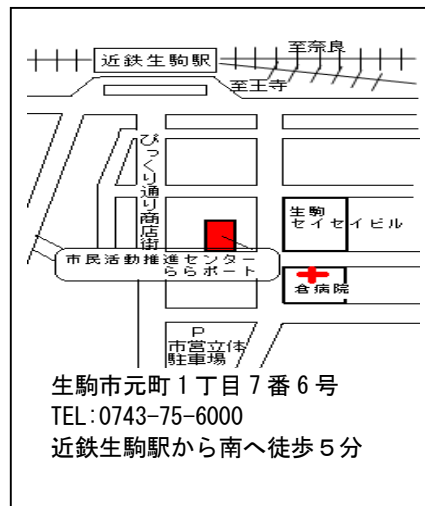 近鉄生駒駅
至奈良
至王寺
ぴっくり通り商店街
生駒
セイセイビル
市民活動推進センター
ららポート
倉病院
P
市営立体
駐車場
生駒市元町1丁目7番6号
TEL:0743-75-6000
近鉄生駒駅から南へ徒歩5分